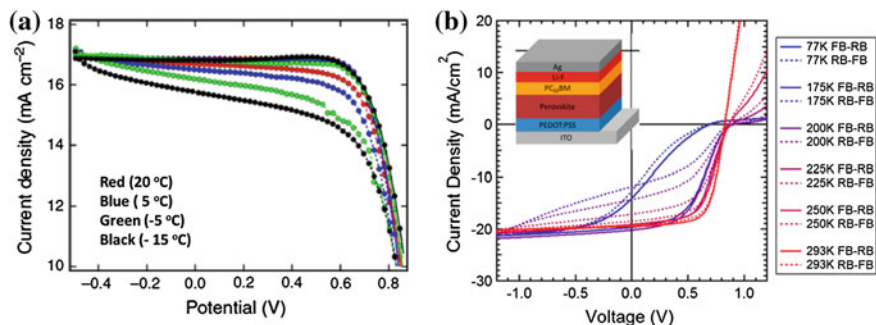 (a)
Current density (mA cm⁻²)
18
16
14
12
10
Red (20 °C)
Blue ( 5 °C)
Green (-5 °C)
Black (- 15 °C)
−0.4
−0.2
0.0
0.2
0.4
0.6
0.8
Potential (V)
(b)
Current Density (mA/cm²)
20
10
0
-10
-20
-30
Ag
Li-F
PC₆₀BM
Perovskite
PEDOT:PSS
ITO
-1.2
-0.6
0.0
0.6
1.2
Voltage (V)
77K FB-RB
77K RB-FB
175K FB-RB
175K RB-FB
200K FB-RB
200K RB-FB
225K FB-RB
225K RB-FB
250K FB-RB
250K RB-FB
293K FB-RB
293K RB-FB